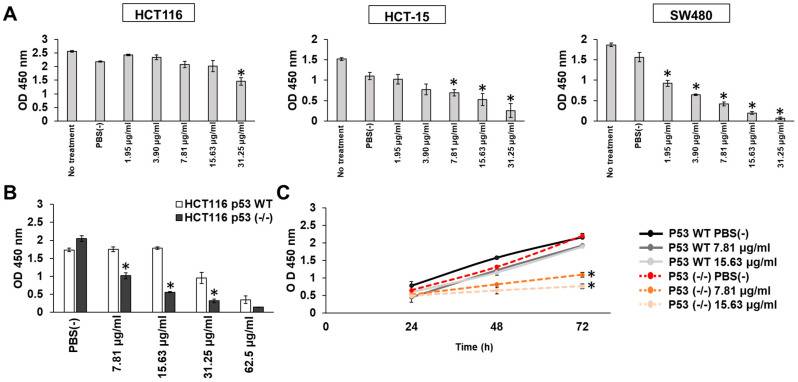 A
HCT116
OD 450 nm
3
2.5
2
1.5
1
0.5
0
*
No treatment
PBS(-)
1.95 µg/ml
3.90 µg/ml
7.81 µg/ml
15.63 µg/ml
31.25 µg/ml
HCT-15
OD 450 nm
2
1.5
1
0.5
0
* * *
No treatment
PBS(-)
1.95 µg/ml
3.90 µg/ml
7.81 µg/ml
15.63 µg/ml
31.25 µg/ml
SW480
OD 450 nm
2
1.5
1
0.5
0
* * * * *
No treatment
PBS(-)
1.95 µg/ml
3.90 µg/ml
7.81 µg/ml
15.63 µg/ml
31.25 µg/ml
B
HCT116 p53 WT
HCT116 p53 (-/-)
OD 450 nm
3
2.5
2
1.5
1
0.5
0
* * *
PBS(-)
7.81 µg/ml
15.63 µg/ml
31.25 µg/ml
62.5 µg/ml
C
O D 450 nm
3
2.5
2
1.5
1
0.5
0
*
*
0 24 48 72
Time (h)
P53 WT PBS(-)
P53 WT 7.81 µg/ml
P53 WT 15.63 µg/ml
P53 (-/-) PBS(-)
P53 (-/-) 7.81 µg/ml
P53 (-/-) 15.63 µg/ml